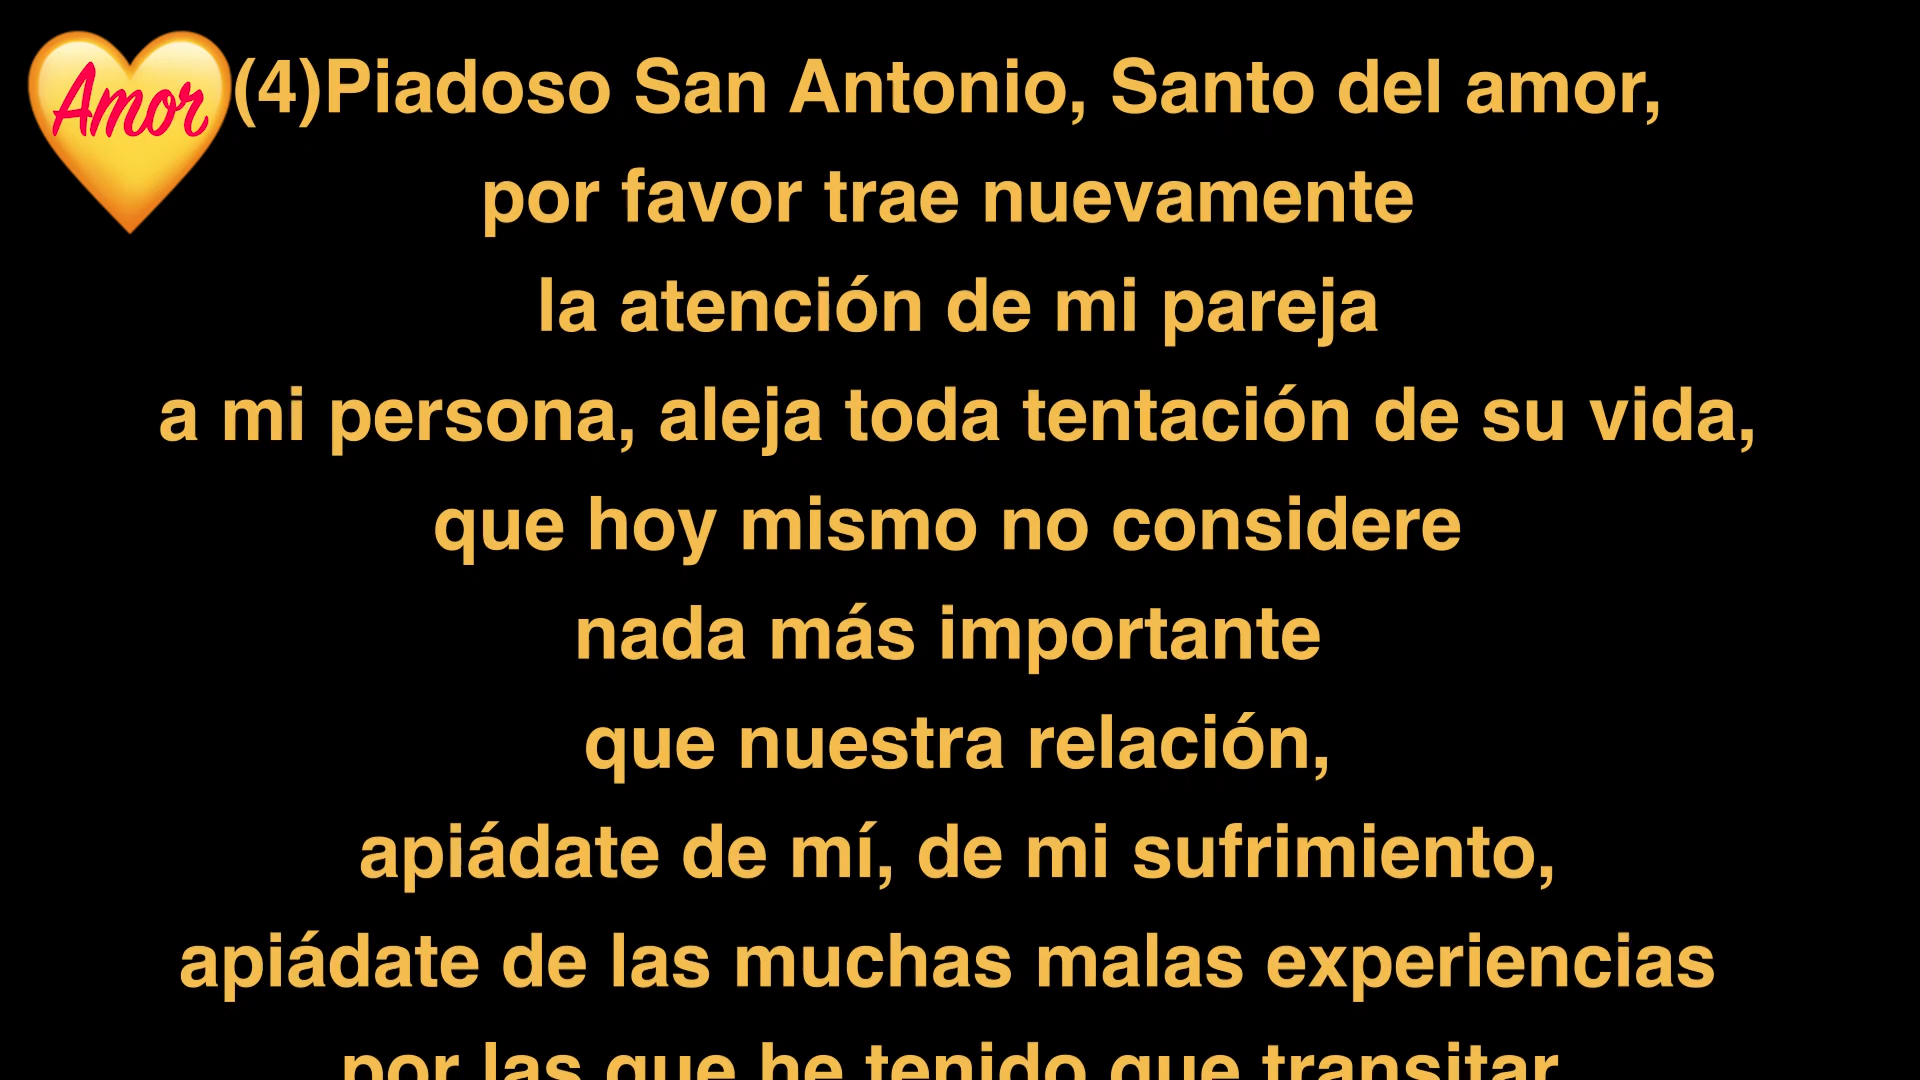 Amor
(4)Piadoso San Antonio, Santo del amor,
por favor trae nuevamente
la atención de mi pareja
a mi persona, aleja toda tentación de su vida,
que hoy mismo no considere
nada más importante
que nuestra relación,
apiádate de mí, de mi sufrimiento,
apiádate de las muchas malas experiencias
por las que he tenido que transitar